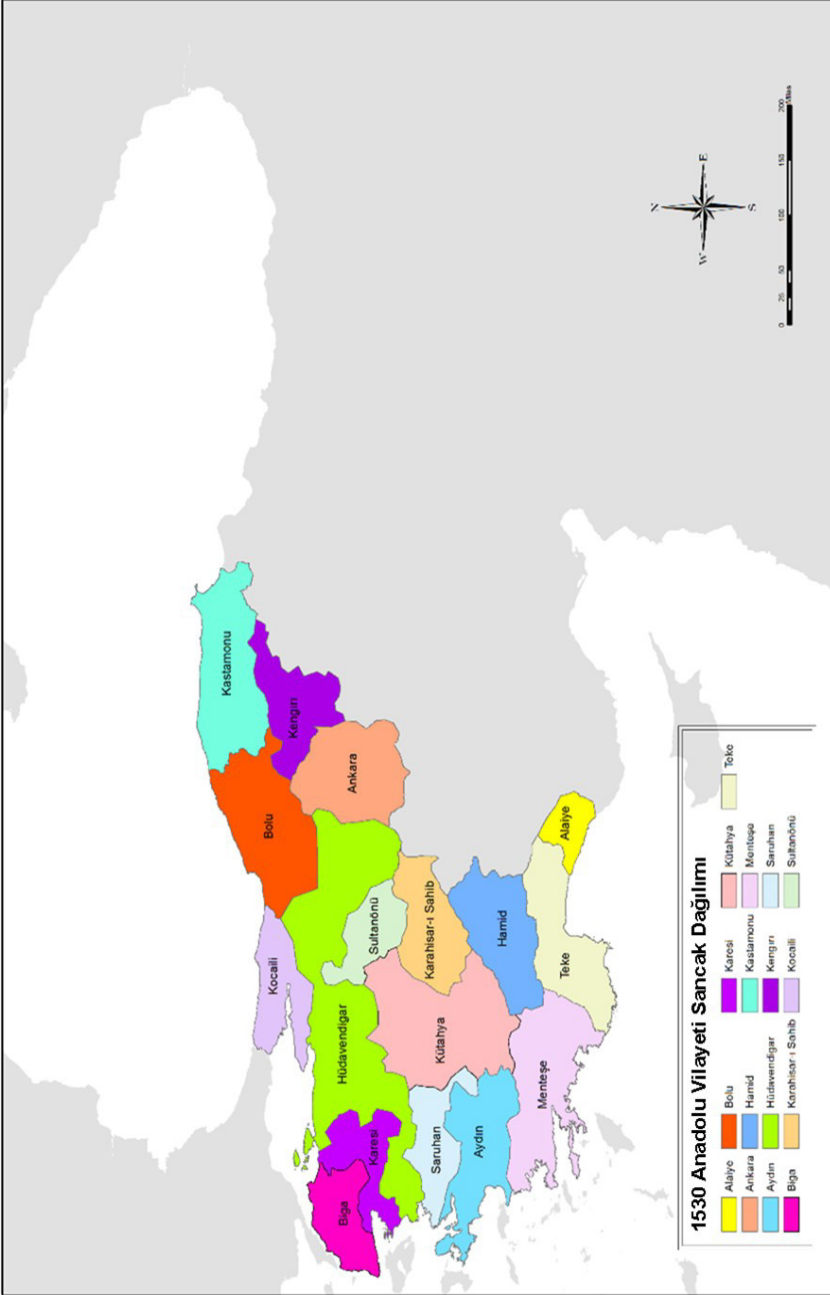 Kastamonu
Kengırı
Bolu
Ankara
Kocaili
Sultanönü
Karahisar-ı Sahib
Hüdavendigar
Kütahya
Karesi
Biga
Saruhan
Aydın
Hamid
Teke
Alaiye
Menteşe
N
W
E
S
0 25 50 100 150 200
Miles
1530 Anadolu Vilayeti Sancak Dağılımı
Alaiye Bolu Karesi Kütahya Teke
Ankara Hamid Kastamonu Menteşe
Aydın Hüdavendigar Kengırı Saruhan
Biga Karahisar-ı Sahib Kocaili Sultanönü